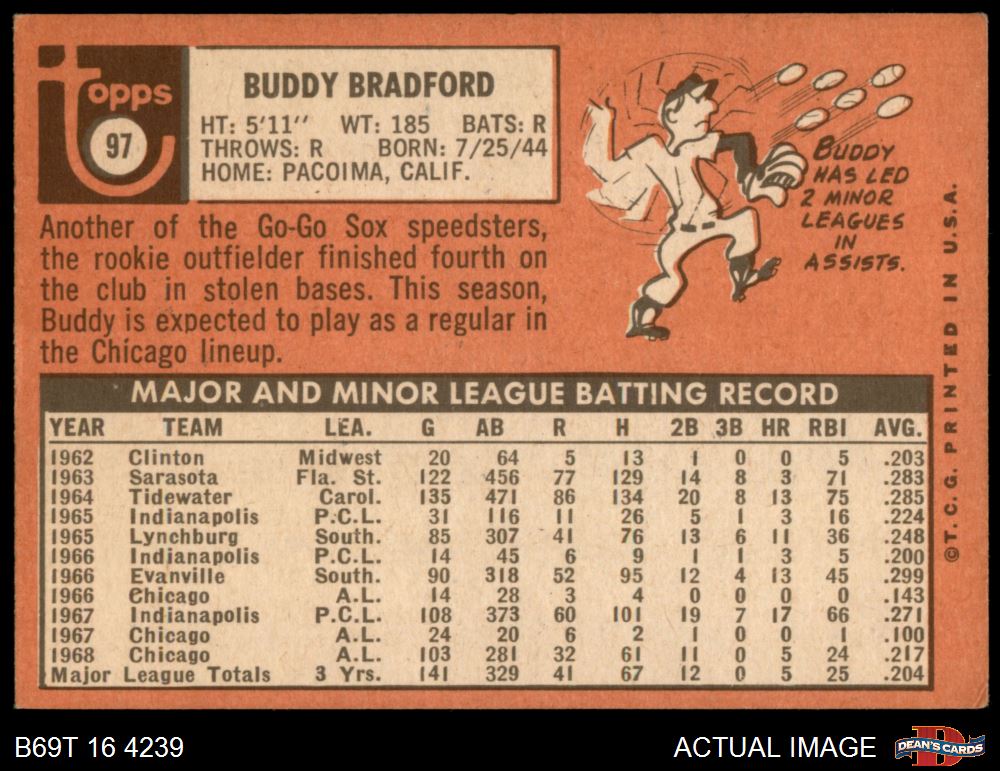 topps
97
BUDDY BRADFORD
HT: 5'11" WT: 185 BATS: R
THROWS: R BORN: 7/25/44
HOME: PACOIMA, CALIF.
Another of the Go-Go Sox speedsters,
the rookie outfielder finished fourth on
the club in stolen bases. This season,
Buddy is expected to play as a regular in
the Chicago lineup.
BUDDY
HAS LED
2 MINOR
LEAGUES
IN
ASSISTS.
MAJOR AND MINOR LEAGUE BATTING RECORD
YEAR TEAM LEA. G AB R H 2B 3B HR RBI AVG.
1962 Clinton Midwest 20 64 5 13 1 0 0 5 .203
1963 Sarasota Fla. St. 122 456 77 129 14 8 3 71 .283
1964 Tidewater Carol. 135 471 86 134 20 8 13 75 .285
1965 Indianapolis P.C.L. 31 116 11 26 5 1 3 16 .224
1965 Lynchburg South. 85 307 41 76 13 6 11 36 .248
1966 Indianapolis P.C.L. 14 45 6 9 1 1 3 5 .200
1966 Evanville South. 90 318 52 95 12 4 13 45 .299
1966 Chicago A.L. 14 28 3 4 0 0 0 0 .143
1967 Indianapolis P.C.L. 108 373 60 101 19 7 17 66 .271
1967 Chicago A.L. 24 20 6 2 1 0 0 1 .100
1968 Chicago A.L. 103 281 32 61 11 0 5 24 .217
Major League Totals 3 Yrs. 141 329 41 67 12 0 5 25 .204
©T.C.G. PRINTED IN U.S.A.
B69T 16 4239
ACTUAL IMAGE
DEAN'S CARDS